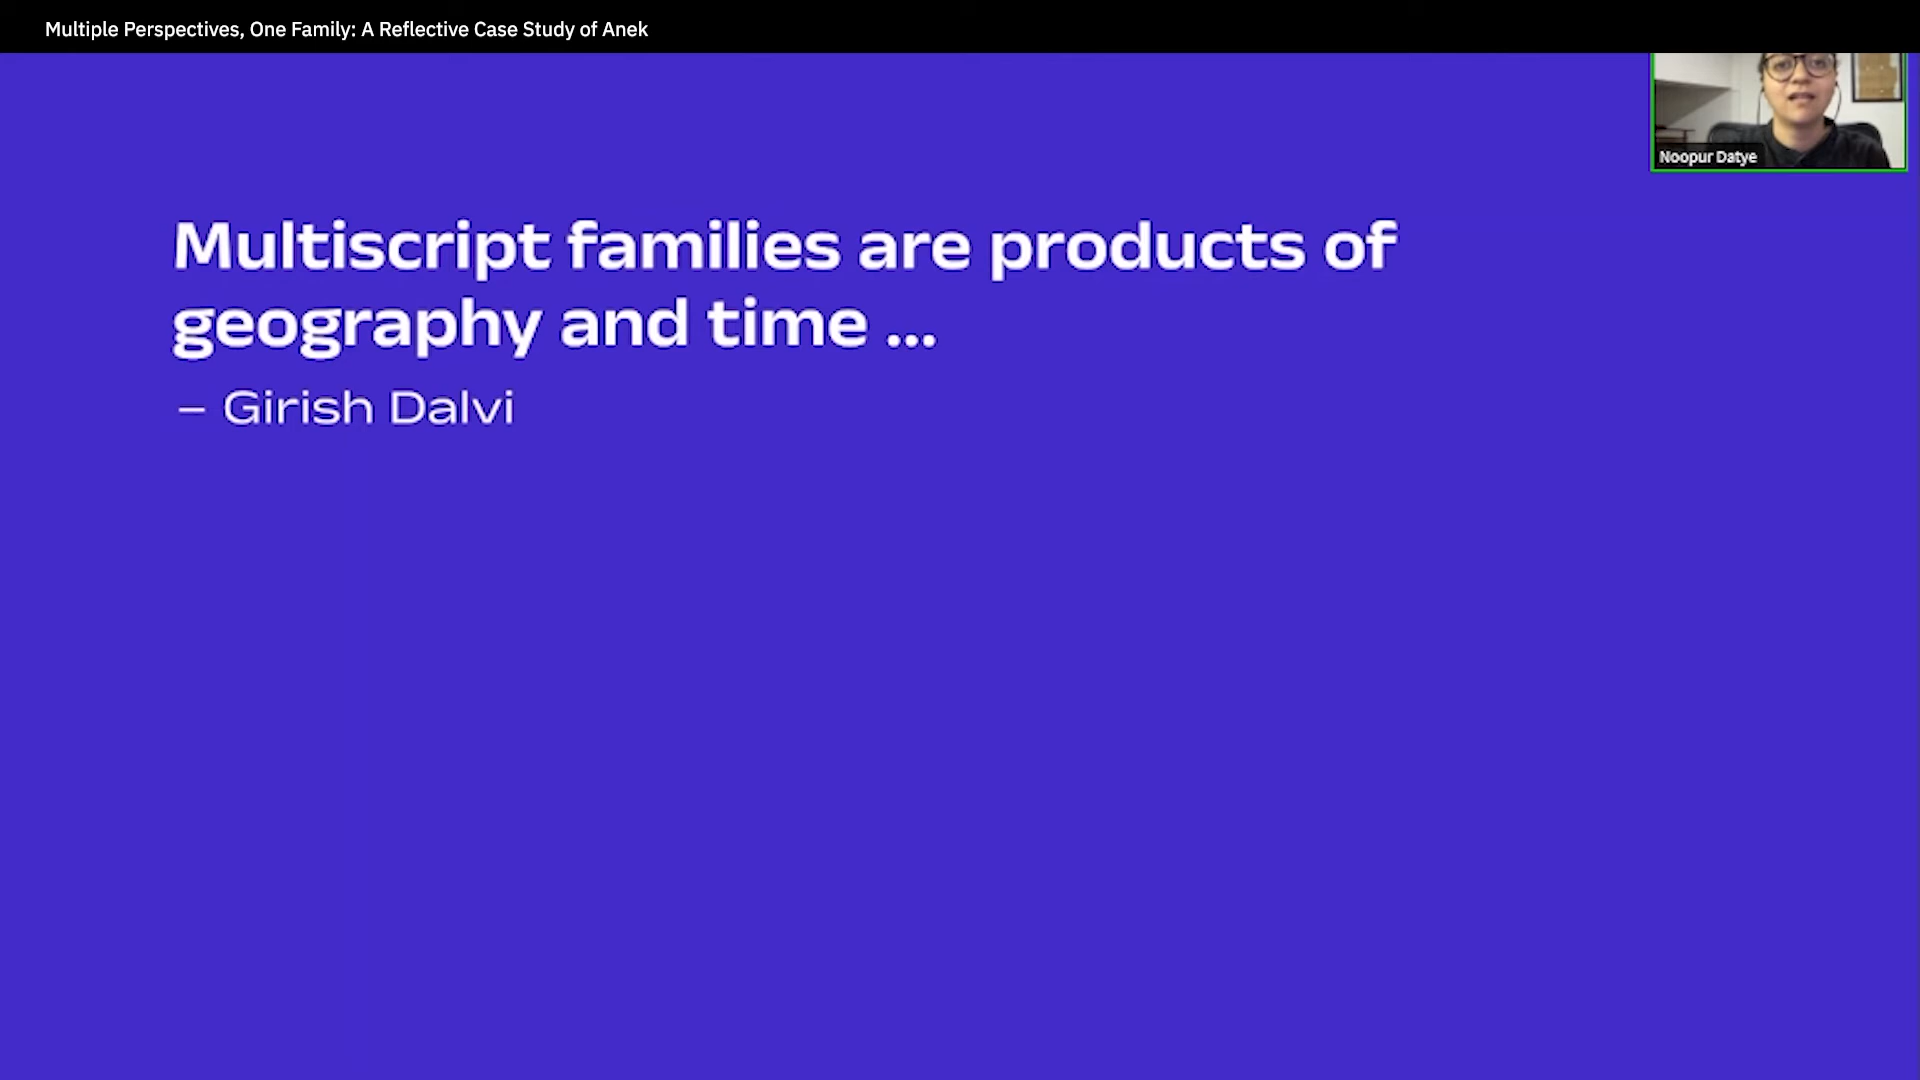 Multiple Perspectives, One Family: A Reflective Case Study of Anek
Noopur Datye
Multiscript families are products of
geography and time ...
– Girish Dalvi